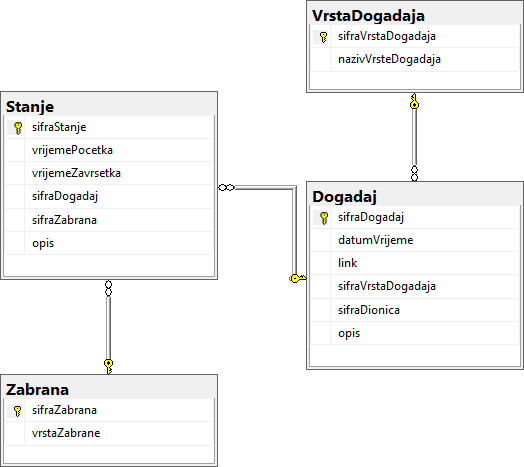 VrstaDogadaja
sifraVrstaDogadaja
nazivVrsteDogadaja
Stanje
sifraStanje
vrijemePocetka
vrijemeZavrsetka
sifraDogadaj
sifraZabrana
opis
Dogadaj
sifraDogadaj
datumVrijeme
link
sifraVrstaDogadaja
sifraDionica
opis
Zabrana
sifraZabrana
vrstaZabrane